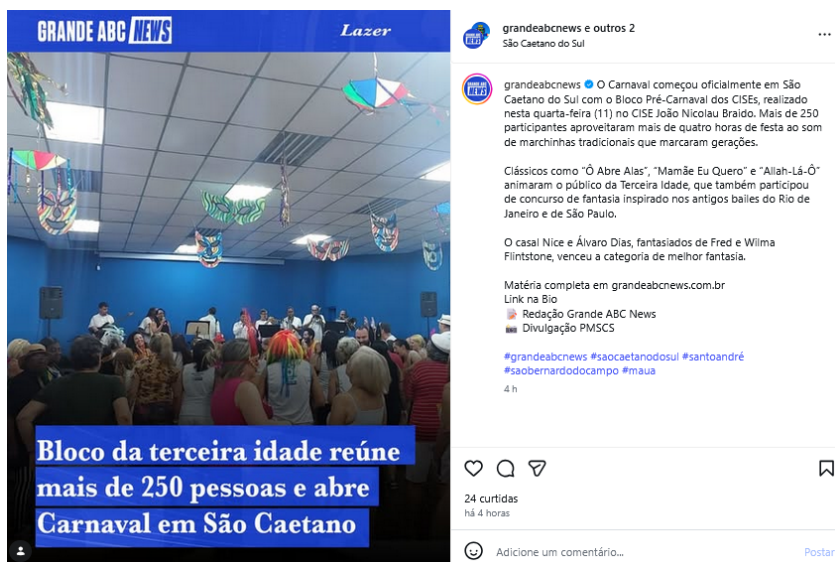 GRANDE ABC NEWS
Lazer
Bloco da terceira idade reúne
mais de 250 pessoas e abre
Carnaval em São Caetano
grandeabcnews e outros 2
São Caetano do Sul
grandeabcnews O Carnaval começou oficialmente em São
Caetano do Sul com o Bloco Pré-Carnaval dos CISEs, realizado
nesta quarta-feira (11) no CISE João Nicolau Braido. Mais de 250
participantes aproveitaram mais de quatro horas de festa ao som
de marchinhas tradicionais que marcaram gerações.
Clássicos como “Ô Abre Alas”, “Mamãe Eu Quero” e “Allah-Lá-Ô”
animaram o público da Terceira Idade, que também participou
de concurso de fantasia inspirado nos antigos bailes do Rio de
Janeiro e de São Paulo.
O casal Nice e Álvaro Dias, fantasiados de Fred e Wilma
Flintstone, venceu a categoria de melhor fantasia.
Matéria completa em grandeabcnews.com.br
Link na Bio
Redação Grande ABC News
Divulgação PMSCS
#grandeabcnews #saocaetanodosul #santoandré
#saobernardodocampo #maua
4 h
24 curtidas
há 4 horas
Adicione um comentário...
Postar